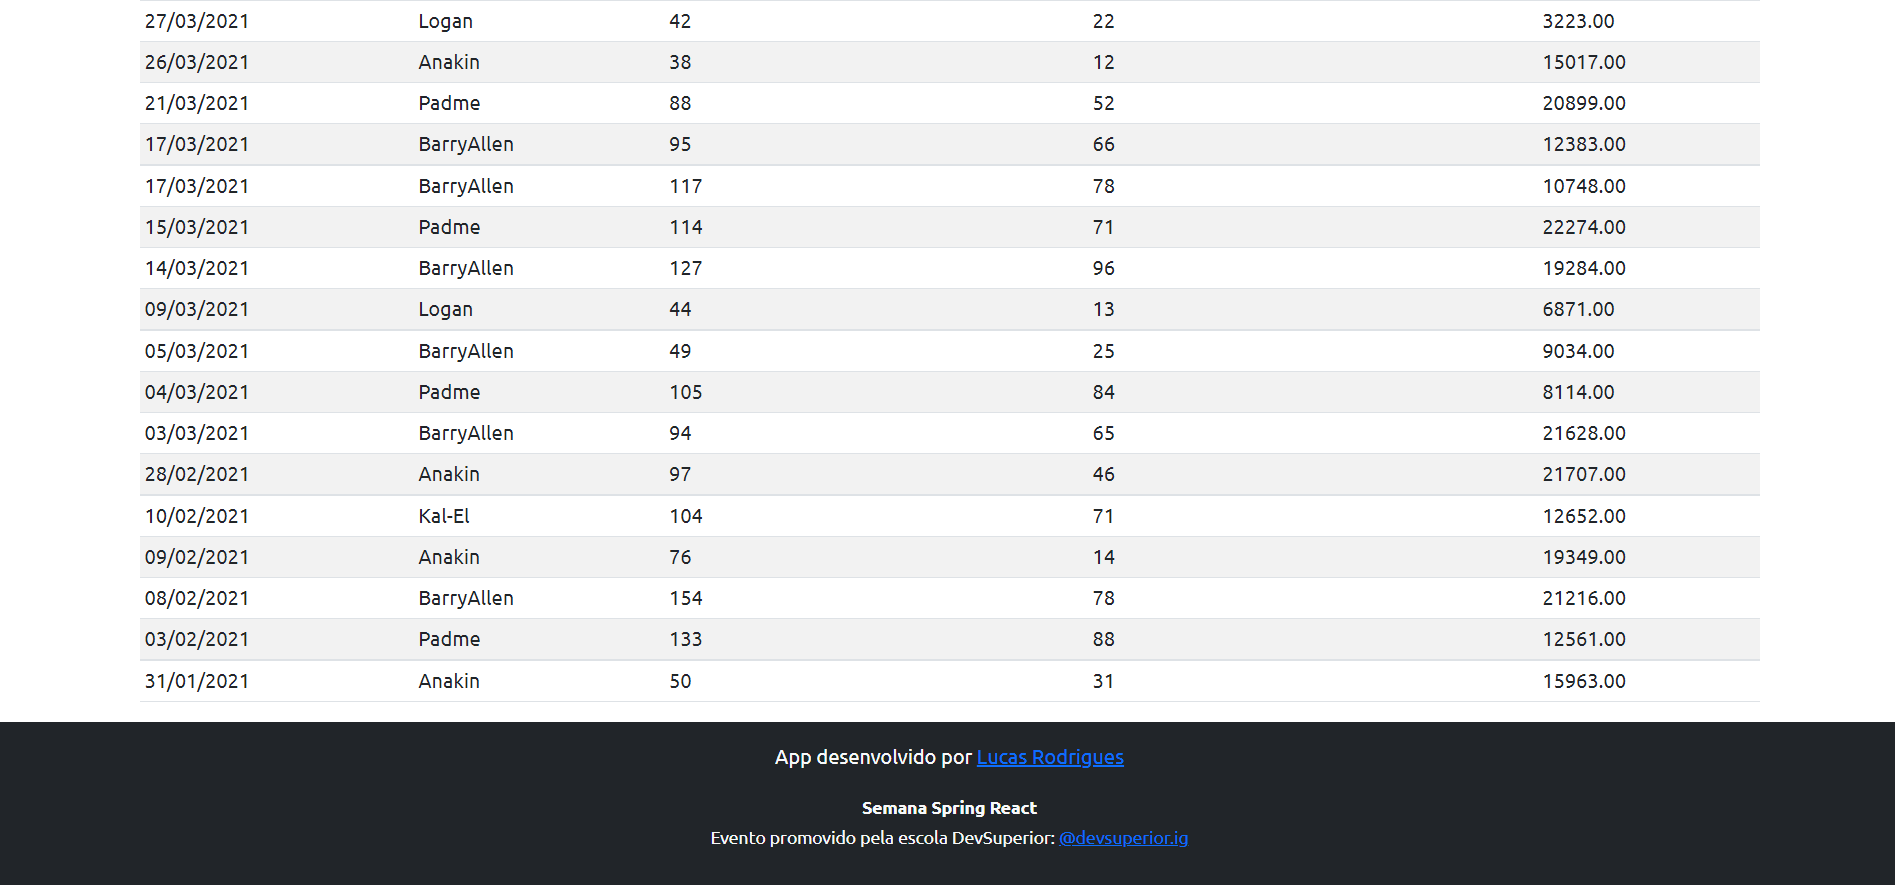 27/03/2021 Logan 42 22 3223.00
26/03/2021 Anakin 38 12 15017.00
21/03/2021 Padme 88 52 20899.00
17/03/2021 BarryAllen 95 66 12383.00
17/03/2021 BarryAllen 117 78 10748.00
15/03/2021 Padme 114 71 22274.00
14/03/2021 BarryAllen 127 96 19284.00
09/03/2021 Logan 44 13 6871.00
05/03/2021 BarryAllen 49 25 9034.00
04/03/2021 Padme 105 84 8114.00
03/03/2021 BarryAllen 94 65 21628.00
28/02/2021 Anakin 97 46 21707.00
10/02/2021 Kal-El 104 71 12652.00
09/02/2021 Anakin 76 14 19349.00
08/02/2021 BarryAllen 154 78 21216.00
03/02/2021 Padme 133 88 12561.00
31/01/2021 Anakin 50 31 15963.00
App desenvolvido por Lucas Rodrigues
Semana Spring React
Evento promovido pela escola DevSuperior: @devsuperior.ig